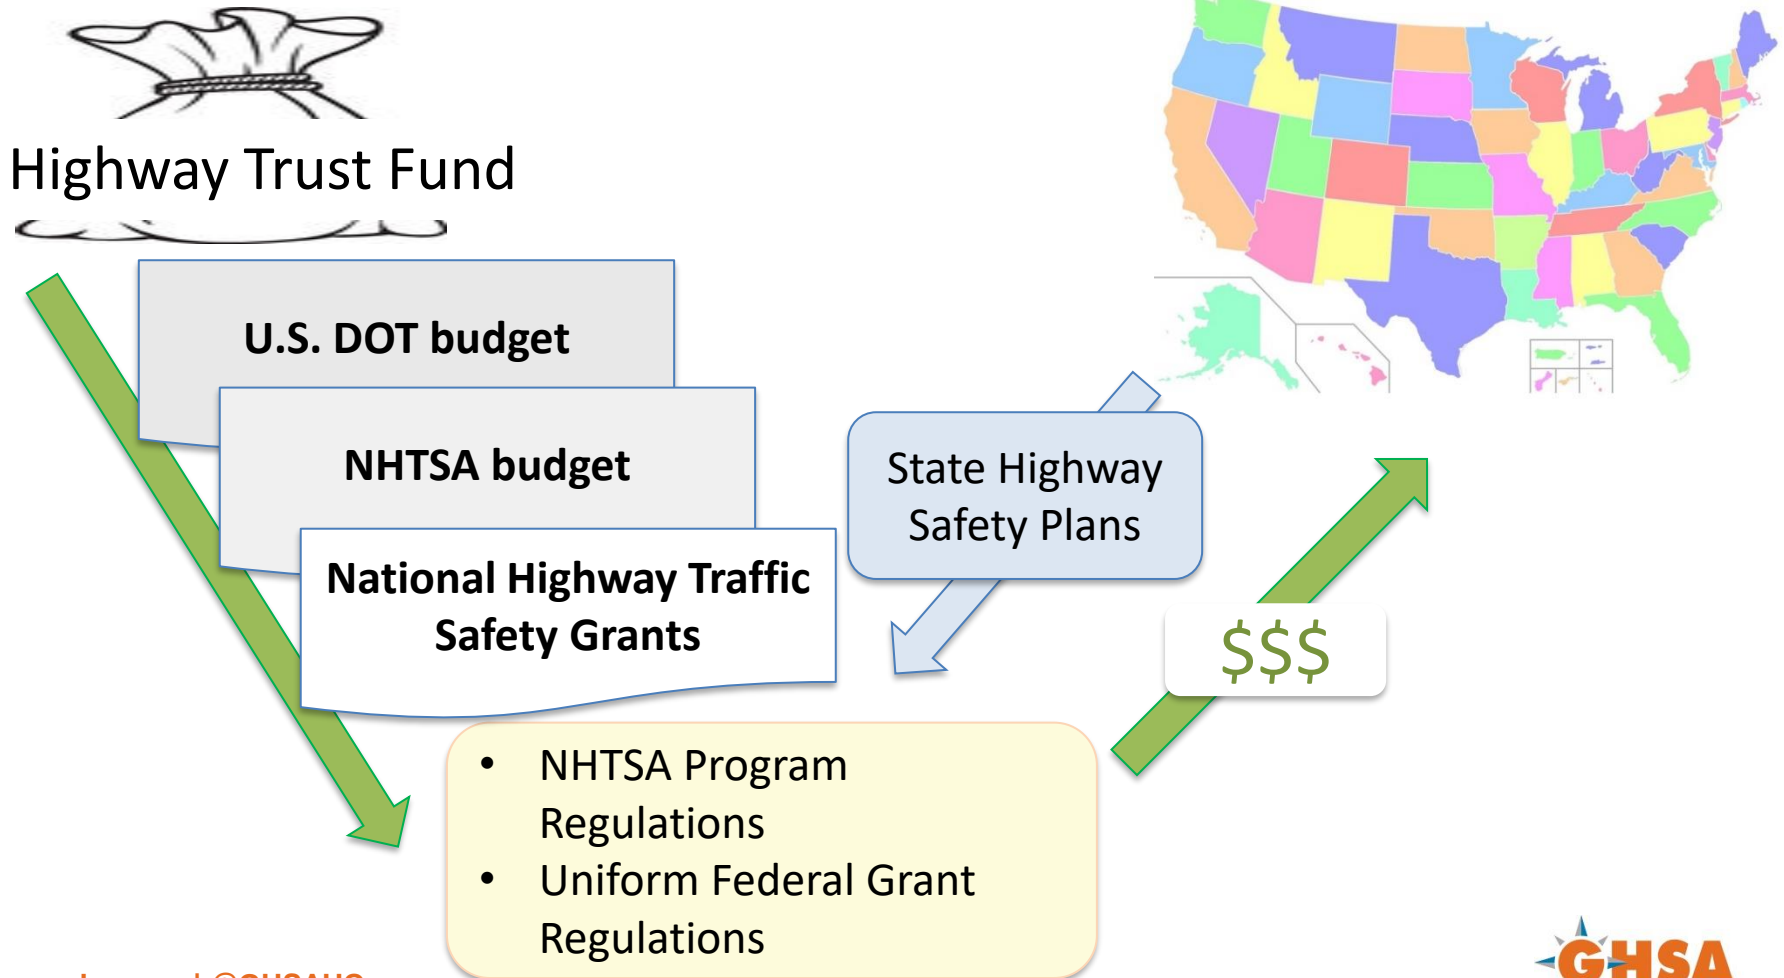 Highway Trust Fund
U.S. DOT budget
NHTSA budget
National Highway Traffic
Safety Grants
State Highway
Safety Plans
$$$
• NHTSA Program
Regulations
• Uniform Federal Grant
Regulations
GHSA